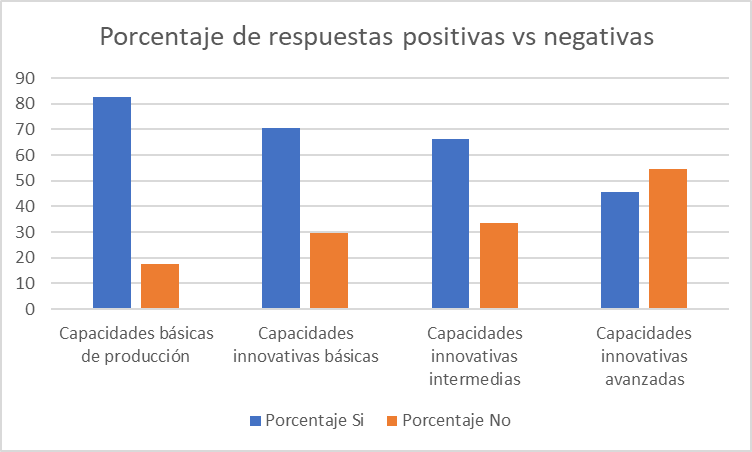 Porcentaje de respuestas positivas vs negativas
90
80
70
60
50
40
30
20
10
0
Capacidades básicas
de producción
Capacidades
innovativas básicas
Capacidades
innovativas
intermedias
Capacidades
innovativas
avanzadas
Porcentaje Si
Porcentaje No